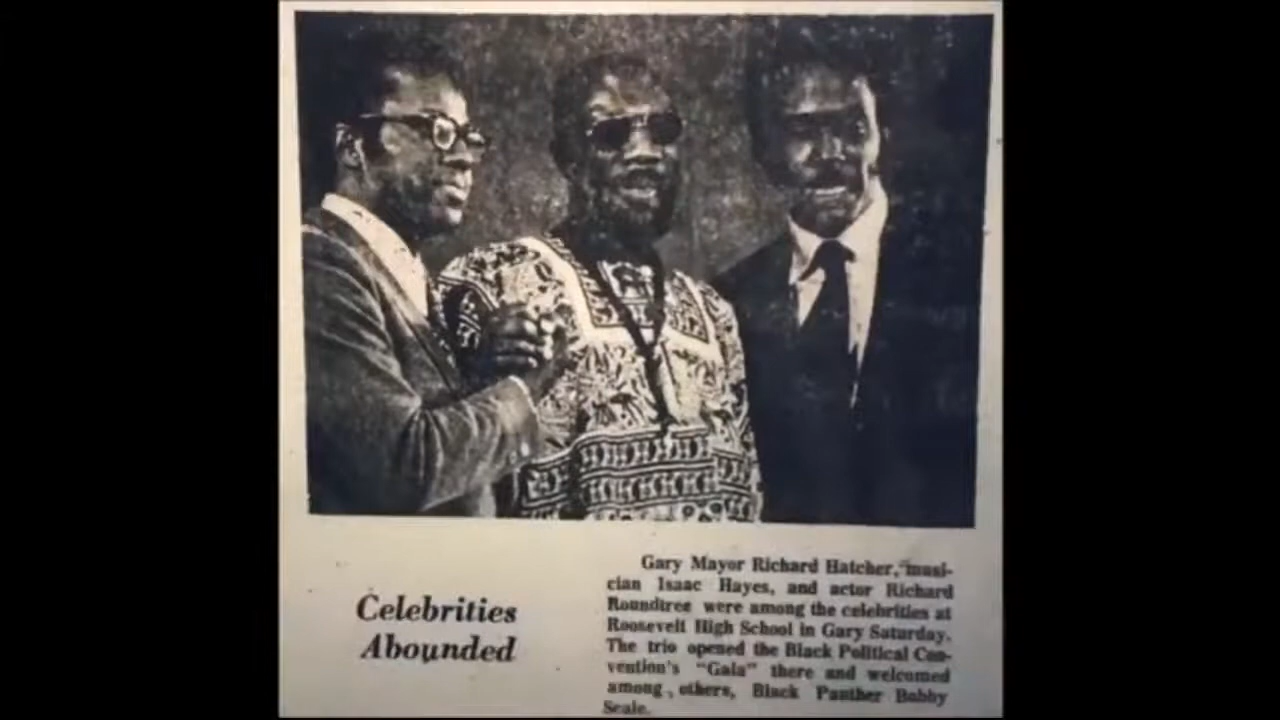 Celebrities
Abounded
Gary Mayor Richard Hatcher, musi-
cian Isaac Hayes, and actor Richard
Roundtree were among the celebrities at
Roosevelt High School in Gary Saturday.
The trio opened the Black Political Con-
vention's "Gala" there and welcomed
among, others, Black Panther Bobby
Seale.